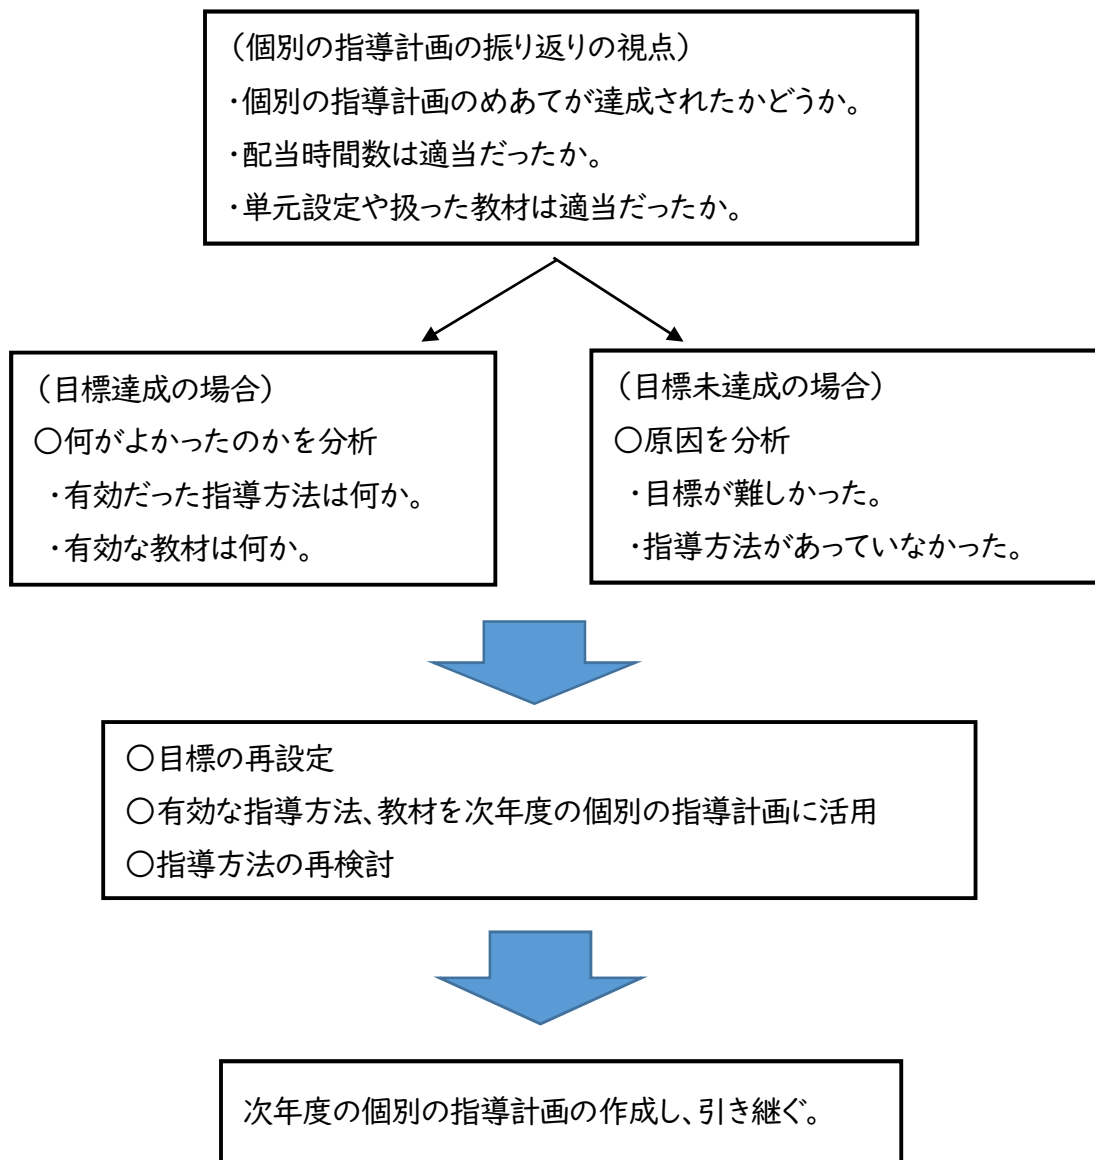 （個別の指導計画の振り返りの視点）
・個別の指導計画のめあてが達成されたかどうか。
・配当時間数は適当だったか。
・単元設定や扱った教材は適当だったか。
（目標達成の場合）
○何がよかったのかを分析
・有効だった指導方法は何か。
・有効な教材は何か。
（目標未達成の場合）
○原因を分析
・目標が難しかった。
・指導方法があっていなかった。
○目標の再設定
○有効な指導方法、教材を次年度の個別の指導計画に活用
○指導方法の再検討
次年度の個別の指導計画の作成し、引き継ぐ。